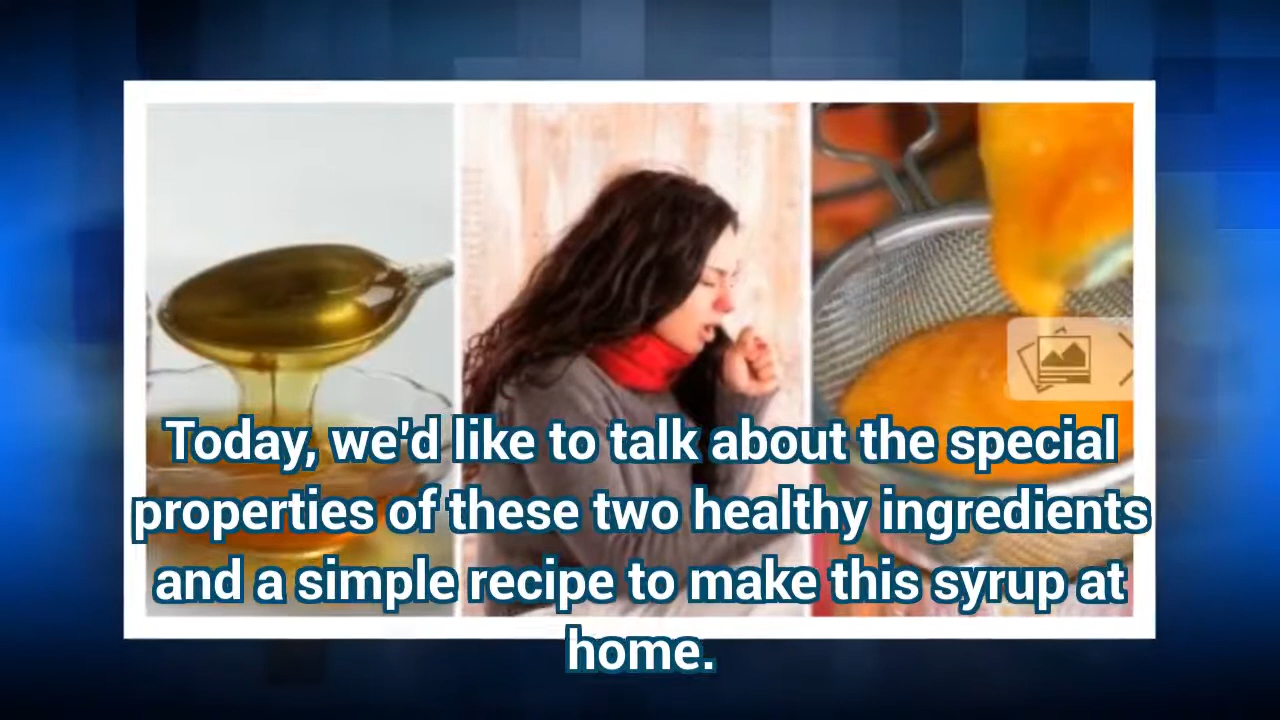 Today, we'd like to talk about the special
properties of these two healthy ingredients
and a simple recipe to make this syrup at
home.